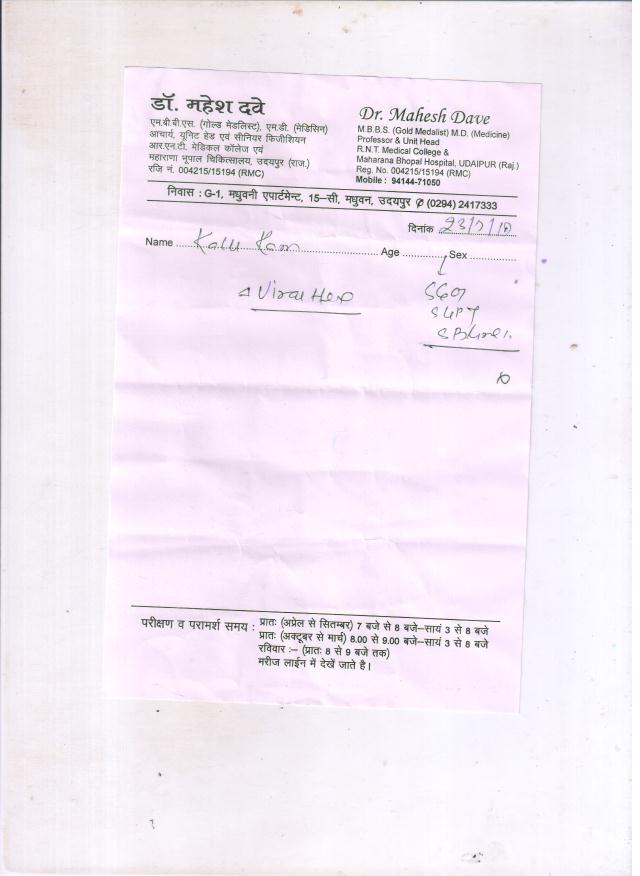 डॉ. महेश दवे
एम.बी.बी.एस. (गोल्ड मेडलिस्ट), एम.डी. (मेडिसिन)
आचार्य, यूनिट हेड एवं सीनियर फिजीशियन
आर.एन.टी. मेडिकल कॉलेज एवं
महाराणा भूपाल चिकित्सालय, उदयपुर (राज.)
रजि नं. 004215/15194 (RMC)
Dr. Mahesh Dave
M.B.B.S. (Gold Medalist) M.D. (Medicine)
Professor & Unit Head
R.N.T. Medical College &
Maharana Bhopal Hospital, UDAIPUR (Raj.)
Reg. No. 004215/15194 (RMC)
Mobile : 94144-71050
निवास : G-1, मधुवनी एपार्टमेन्ट, 15–सी, मधुवन, उदयपुर ✆ (0294) 2417333
दिनांक 23/7/
Name Kalu Ram Age Sex
Viral Hep
SGOT
SGPT
परीक्षण व परामर्श समय : प्रातः (अप्रेल से सितम्बर) 7 बजे से 8 बजे–सायं 3 से 8 बजे
प्रातः (अक्टूबर से मार्च) 8.00 से 9.00 बजे–सायं 3 से 8 बजे
रविवार :– (प्रातः 8 से 9 बजे तक)
मरीज लाईन में देखें जाते है।